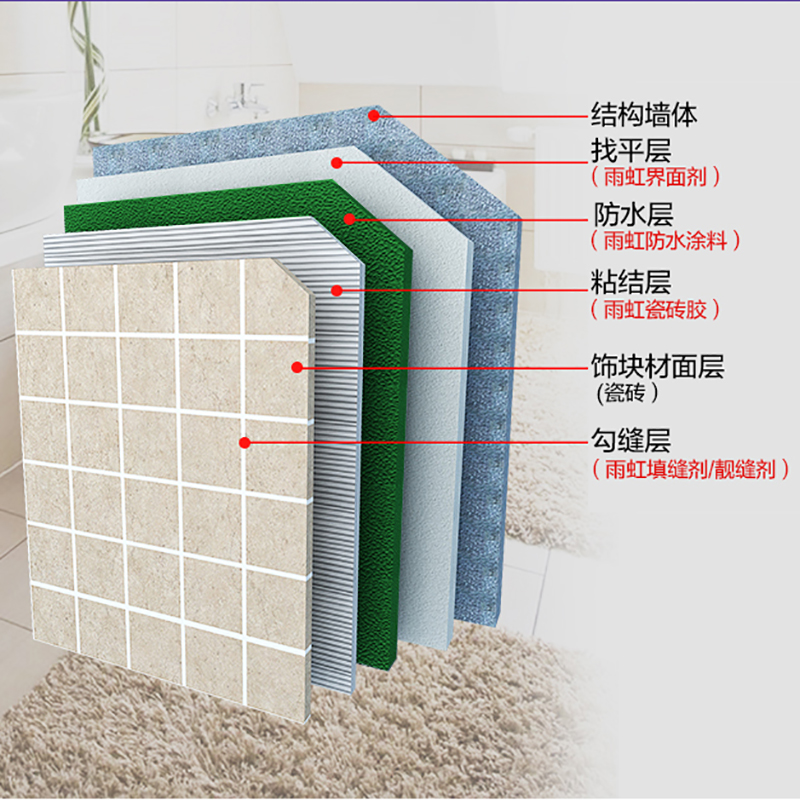 结构墙体
找平层
（雨虹界面剂）
防水层
（雨虹防水涂料）
粘结层
（雨虹瓷砖胶）
饰块材面层
(瓷砖）
勾缝层
（雨虹填缝剂/靓缝剂）